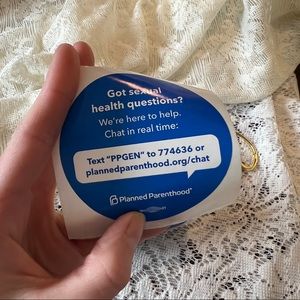 Got sexual
health questions?
We're here to help.
Chat in real time:
Text "PPGEN" to 774636 or
plannedparenthood.org/chat
Planned Parenthood®